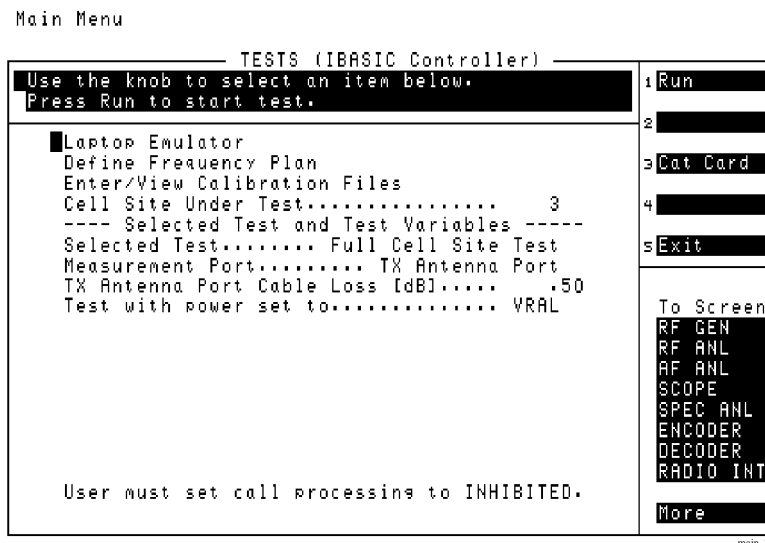 Main Menu
TESTS (IBASIC Controller)
Use the knob to select an item below.
Press Run to start test.
Laptop Emulator
Define Frequency Plan
Enter/View Calibration Files
Cell Site Under Test................ 3
---- Selected Test and Test Variables -----
Selected Test........ Full Cell Site Test
Measurement Port......... TX Antenna Port
TX Antenna Port Cable Loss [dB]..... .50
Test with power set to.............. VRAL
User must set call processing to INHIBITED.
1 Run
2
3 Cat Card
4
5 Exit
To Screen
RF GEN
RF ANL
AF ANL
SCOPE
SPEC ANL
ENCODER
DECODER
RADIO INT
More
main